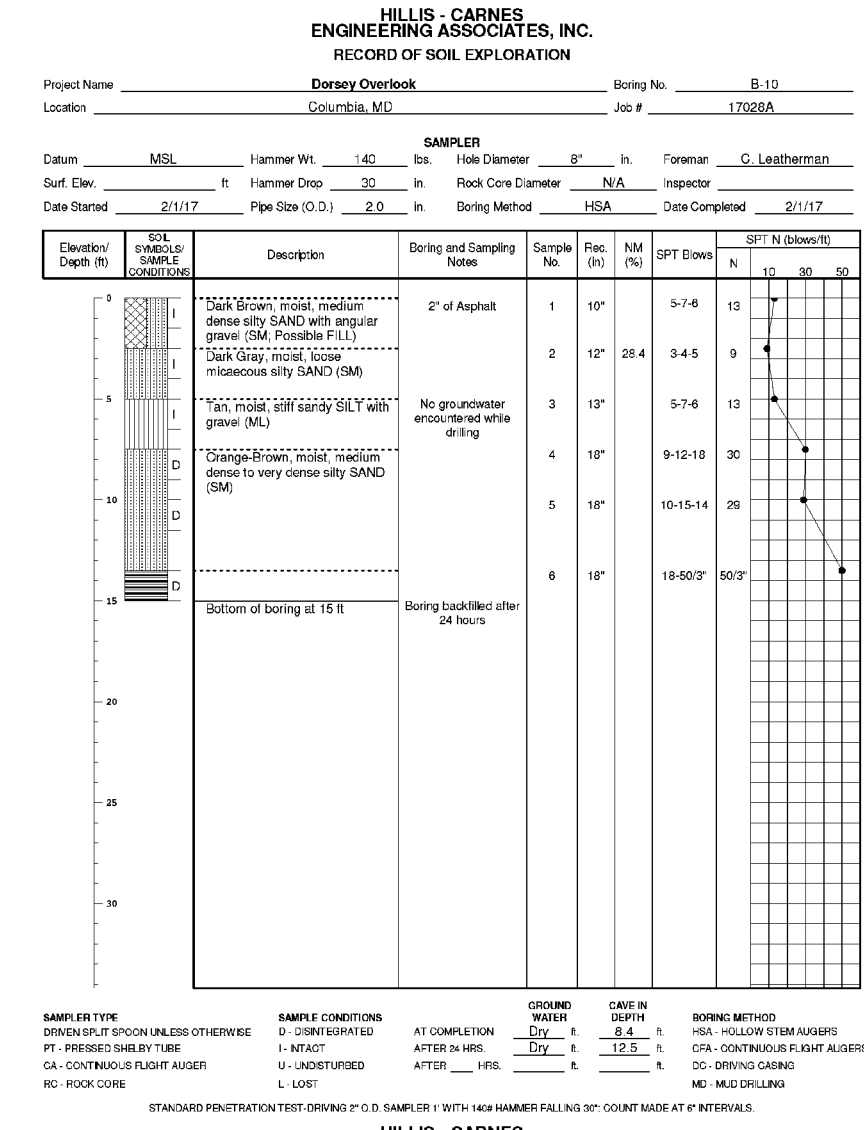 HILLIS - CARNES
ENGINEERING ASSOCIATES, INC.
RECORD OF SOIL EXPLORATION
Project Name Dorsey Overlook Boring No. B-10
Location Columbia, MD Job # 17028A
SAMPLER
Datum MSL Hammer Wt. 140 lbs. Hole Diameter 8" in. Foreman C. Leatherman
Surf. Elev. ft Hammer Drop 30 in. Rock Core Diameter N/A Inspector
Date Started 2/1/17 Pipe Size (O.D.) 2.0 in. Boring Method HSA Date Completed 2/1/17
Elevation/
Depth (ft)
SOIL
SYMBOLS/
SAMPLE
CONDITIONS
Description
Boring and Sampling
Notes
Sample
No.
Rec.
(in)
NM
(%)
SPT Blows
SPT N (blows/ft)
N
10 30 50
0
I
Dark Brown, moist, medium
dense silty SAND with angular
gravel (SM; Possible FILL)
2" of Asphalt
1 10" 5-7-6 13
I
Dark Gray, moist, loose
micaecous silty SAND (SM)
2 12" 28.4 3-4-5 9
5
I
Tan, moist, stiff sandy SILT with
gravel (ML)
No groundwater
encountered while
drilling
3 13" 5-7-6 13
D
Orange-Brown, moist, medium
dense to very dense silty SAND
(SM)
4 18" 9-12-18 30
10
D
5 18" 10-15-14 29
D
6 18" 18-50/3" 50/3"
15
Bottom of boring at 15 ft
Boring backfilled after
24 hours
20
25
30
SAMPLER TYPE
DRIVEN SPLIT SPOON UNLESS OTHERWISE
PT - PRESSED SHELBY TUBE
CA - CONTINUOUS FLIGHT AUGER
RC - ROCK CORE
SAMPLE CONDITIONS
D - DISINTEGRATED
I - INTACT
U - UNDISTURBED
L - LOST
GROUND
WATER
CAVE IN
DEPTH
AT COMPLETION Dry ft. 8.4 ft.
AFTER 24 HRS. Dry ft. 12.5 ft.
AFTER ___ HRS. ft. ft.
BORING METHOD
HSA - HOLLOW STEM AUGERS
CFA - CONTINUOUS FLIGHT AUGERS
DC - DRIVING CASING
MD - MUD DRILLING
STANDARD PENETRATION TEST-DRIVING 2" O.D. SAMPLER 1' WITH 140# HAMMER FALLING 30": COUNT MADE AT 6" INTERVALS.
HILLIS - CARNES